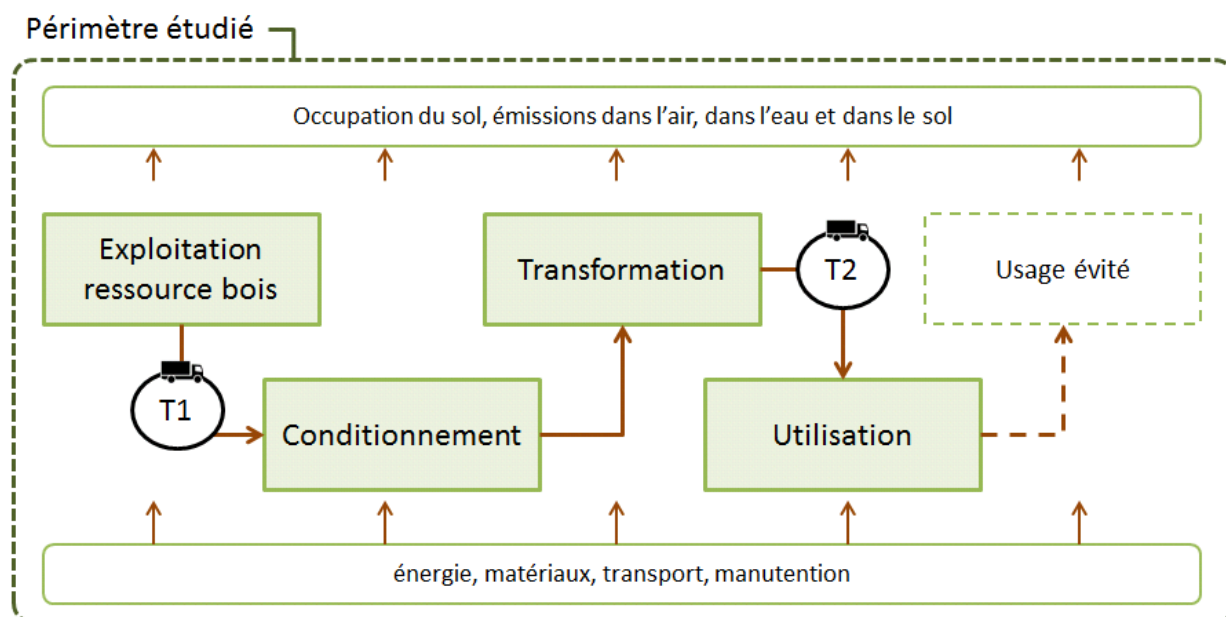 Périmètre étudié
Occupation du sol, émissions dans l'air, dans l'eau et dans le sol
Exploitation
ressource bois
Transformation
T2
Usage évité
T1
Conditionnement
Utilisation
énergie, matériaux, transport, manutention